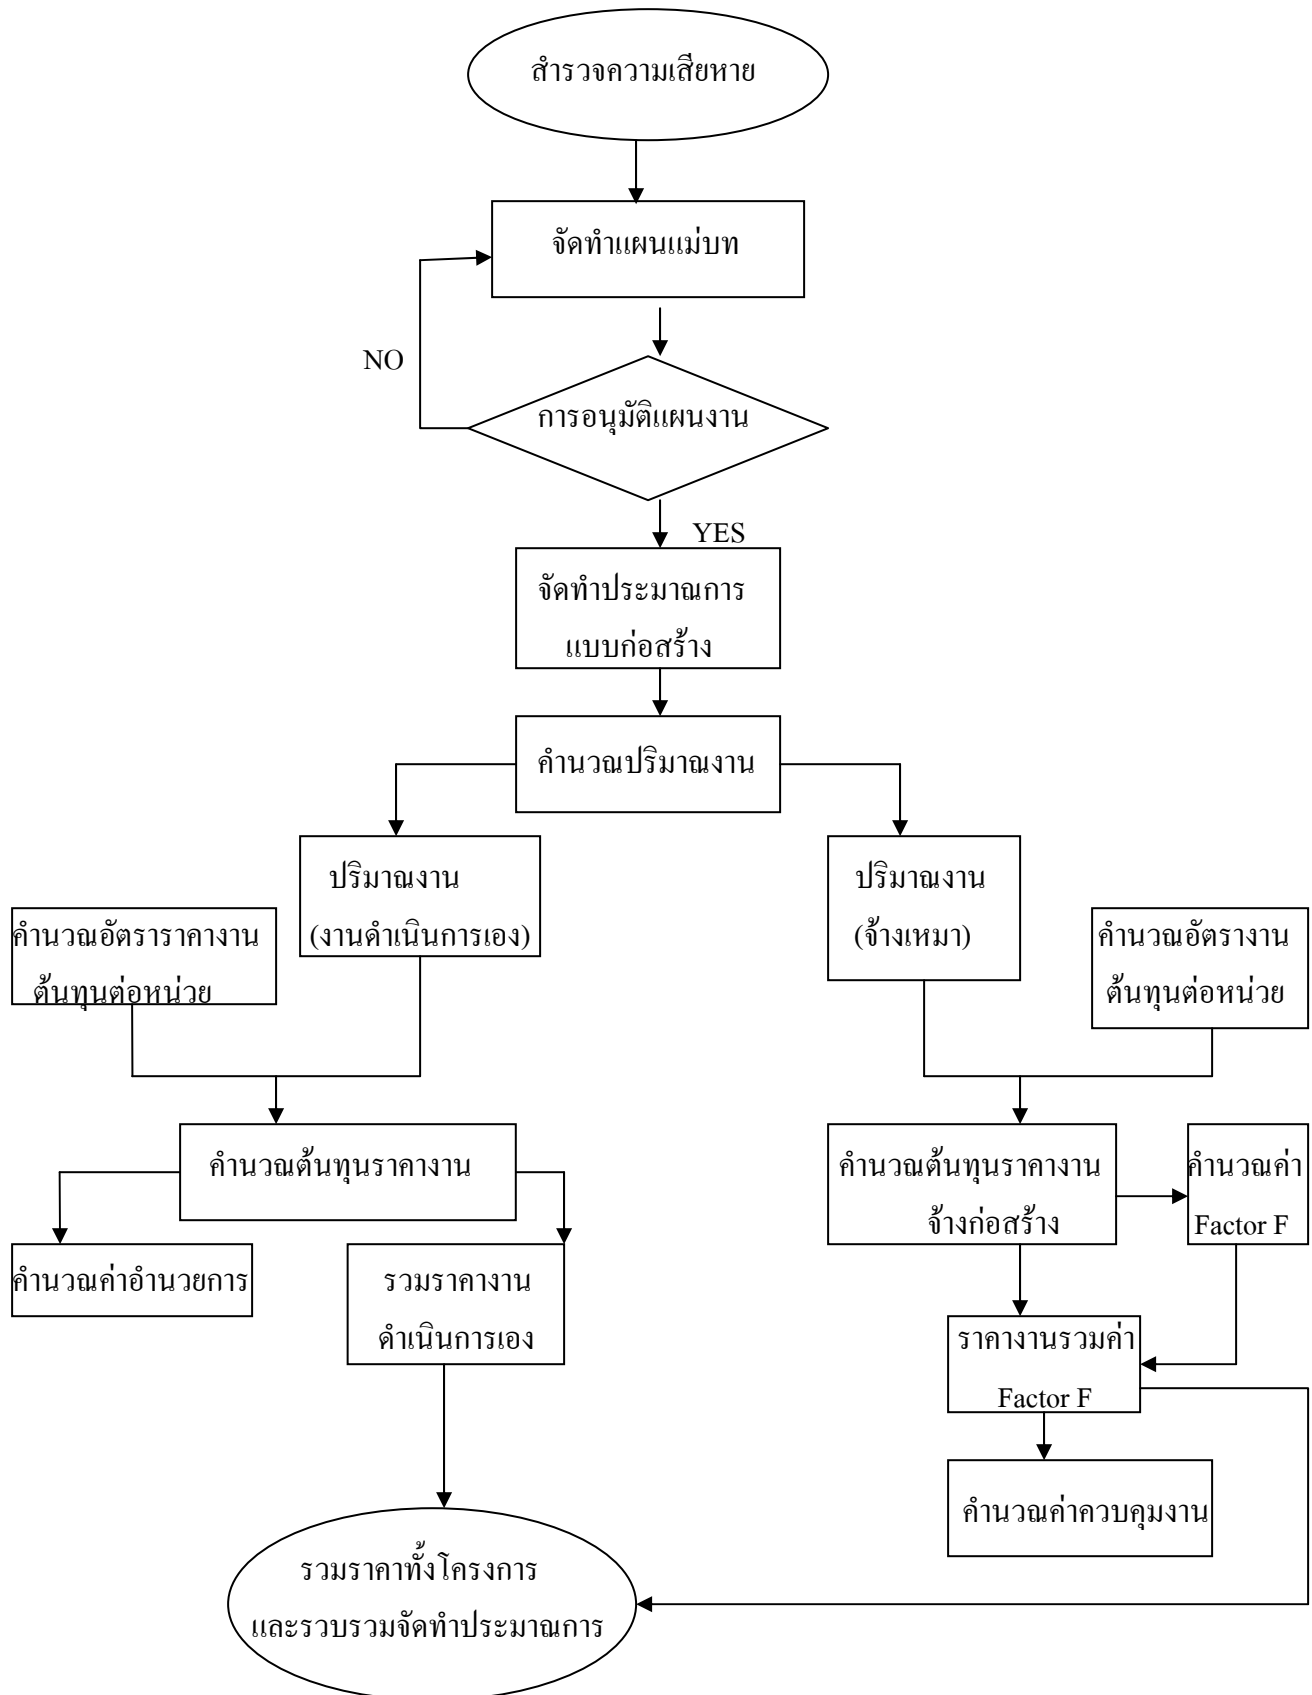 สำรวจความเสียหาย
จัดทำแผนแม่บท
NO
การอนุมัติแผนงาน
YES
จัดทำประมาณการ
แบบก่อสร้าง
คำนวณปริมาณงาน
ปริมาณงาน
(งานดำเนินการเอง)
ปริมาณงาน
(จ้างเหมา)
คำนวณอัตราราคางาน
ต้นทุนต่อหน่วย
คำนวณอัตรางาน
ต้นทุนต่อหน่วย
คำนวณต้นทุนราคางาน
คำนวณต้นทุนราคางาน
จ้างก่อสร้าง
คำนวณค่า
Factor F
คำนวณค่าอำนวยการ
รวมราคางาน
ดำเนินการเอง
ราคางานรวมค่า
Factor F
คำนวณค่าควบคุมงาน
รวมราคาทั้งโครงการ
และรวบรวมจัดทำประมาณการ